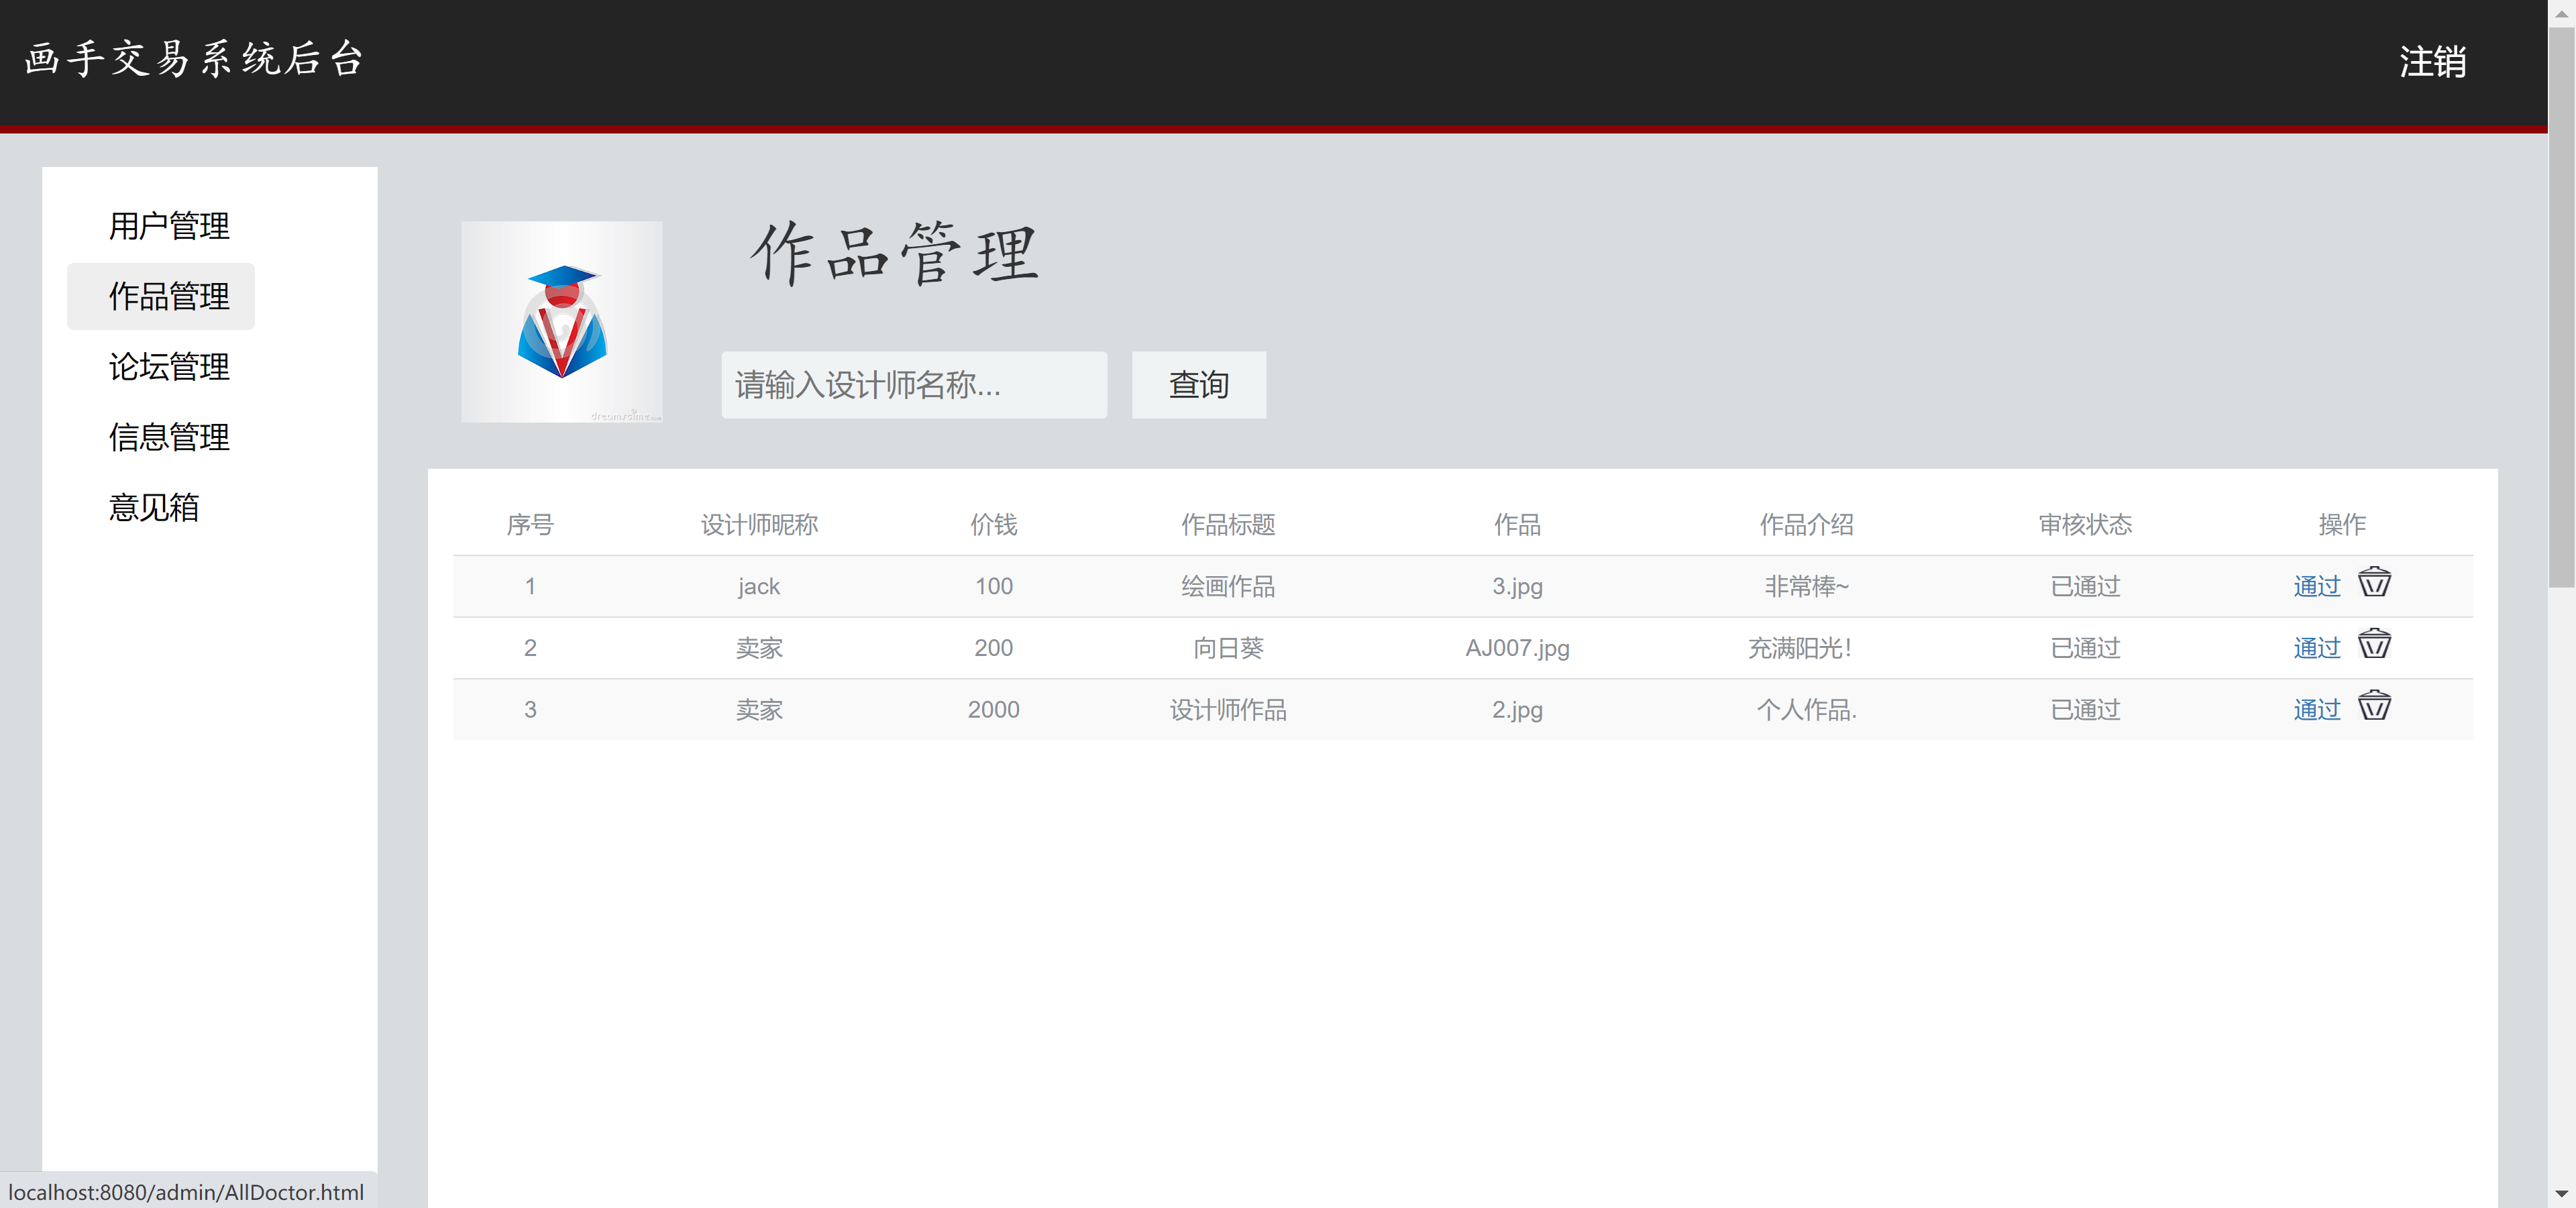 画手交易系统后台
注销
用户管理
作品管理
论坛管理
信息管理
意见箱
作品管理
请输入设计师名称... 查询
dreamstime
序号 设计师昵称 价钱 作品标题 作品 作品介绍 审核状态 操作
1 jack 100 绘画作品 3.jpg 非常棒~ 已通过 通过
2 卖家 200 向日葵 AJ007.jpg 充满阳光! 已通过 通过
3 卖家 2000 设计师作品 2.jpg 个人作品. 已通过 通过
localhost:8080/admin/AllDoctor.html